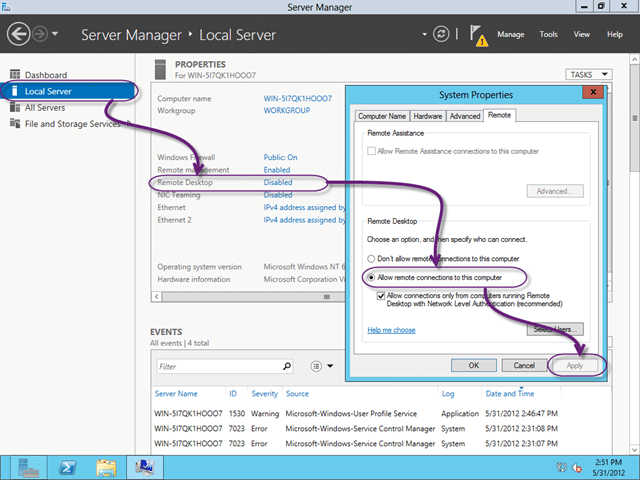 Server Manager
Server Manager • Local Server
Manage Tools View Help
Dashboard
Local Server
All Servers
File and Storage Services
PROPERTIES
For WIN-5I7QK1HOOO7
TASKS
Computer name WIN-5I7QK1HOOO7
Workgroup WORKGROUP
Windows Firewall Public: On
Remote management Enabled
Remote Desktop Disabled
NIC Teaming Disabled
Ethernet IPv4 address assigned by
Ethernet 2 IPv4 address assigned by
Operating system version Microsoft Windows NT 6
Hardware information Microsoft Corporation Vi
System Properties
Computer Name Hardware Advanced Remote
Remote Assistance
Allow Remote Assistance connections to this computer
Advanced...
Remote Desktop
Choose an option, and then specify who can connect.
Don't allow remote connections to this computer
Allow remote connections to this computer
Allow connections only from computers running Remote
Desktop with Network Level Authentication (recommended)
Help me choose
Select Users...
OK Cancel Apply
EVENTS
All events | 4 total
Filter
Server Name ID Severity Source Log Date and Time
WIN-5I7QK1HOOO7 1530 Warning Microsoft-Windows-User Profile Service Application 5/31/2012 2:46:47 PM
WIN-5I7QK1HOOO7 7023 Error Microsoft-Windows-Service Control Manager System 5/31/2012 2:31:08 PM
WIN-5I7QK1HOOO7 7023 Error Microsoft-Windows-Service Control Manager System 5/31/2012 2:31:07 PM
2:51 PM
5/31/2012